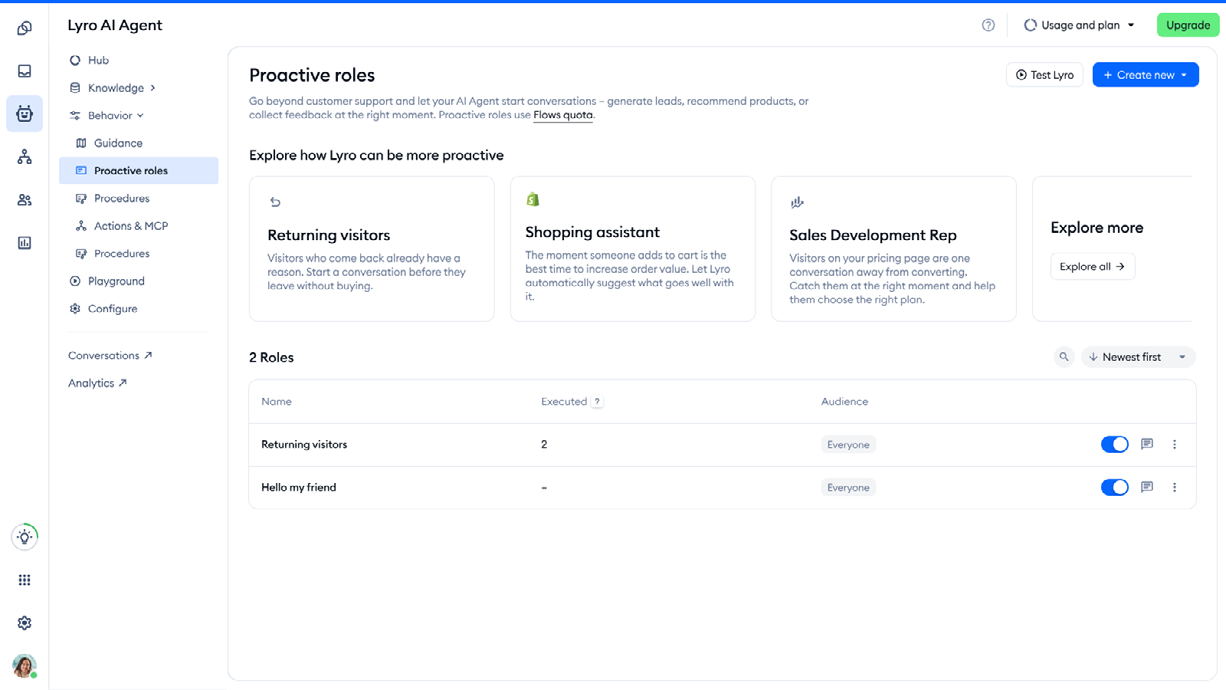 Lyro AI Agent
Usage and plan
Upgrade
Hub
Knowledge
Behavior
Guidance
Proactive roles
Procedures
Actions & MCP
Procedures
Playground
Configure
Conversations
Analytics
Proactive roles
Test Lyro
+ Create new
Go beyond customer support and let your AI Agent start conversations – generate leads, recommend products, or
collect feedback at the right moment. Proactive roles use Flows quota.
Explore how Lyro can be more proactive
Returning visitors
Visitors who come back already have a
reason. Start a conversation before they
leave without buying.
Shopping assistant
The moment someone adds to cart is the
best time to increase order value. Let Lyro
automatically suggest what goes well with
it.
Sales Development Rep
Visitors on your pricing page are one
conversation away from converting.
Catch them at the right moment and help
them choose the right plan.
Explore more
Explore all →
2 Roles
↓ Newest first
Name Executed ? Audience
Returning visitors 2 Everyone
Hello my friend – Everyone